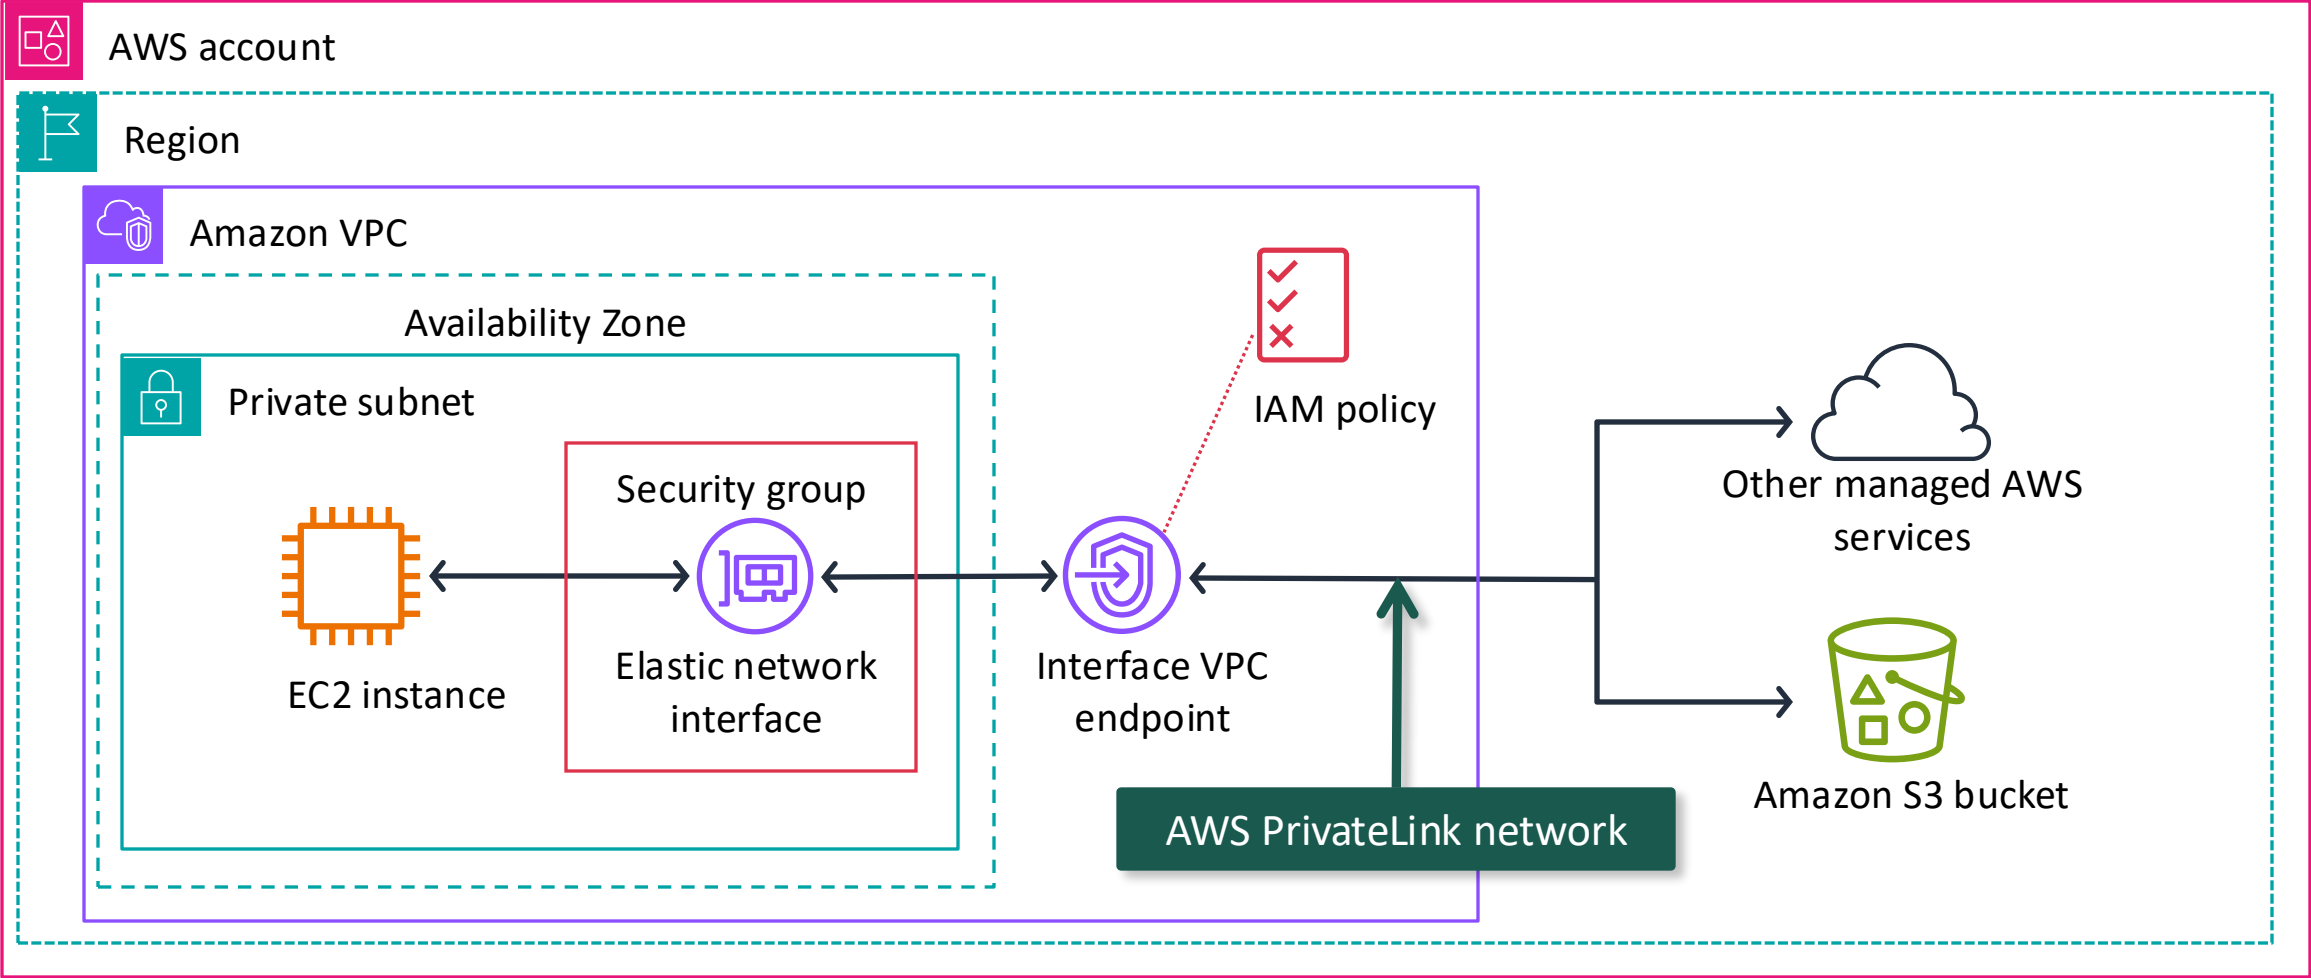 AWS account
Region
Amazon VPC
Availability Zone
Private subnet
Security group
EC2 instance
Elastic network
interface
Interface VPC
endpoint
IAM policy
AWS PrivateLink network
Other managed AWS
services
Amazon S3 bucket